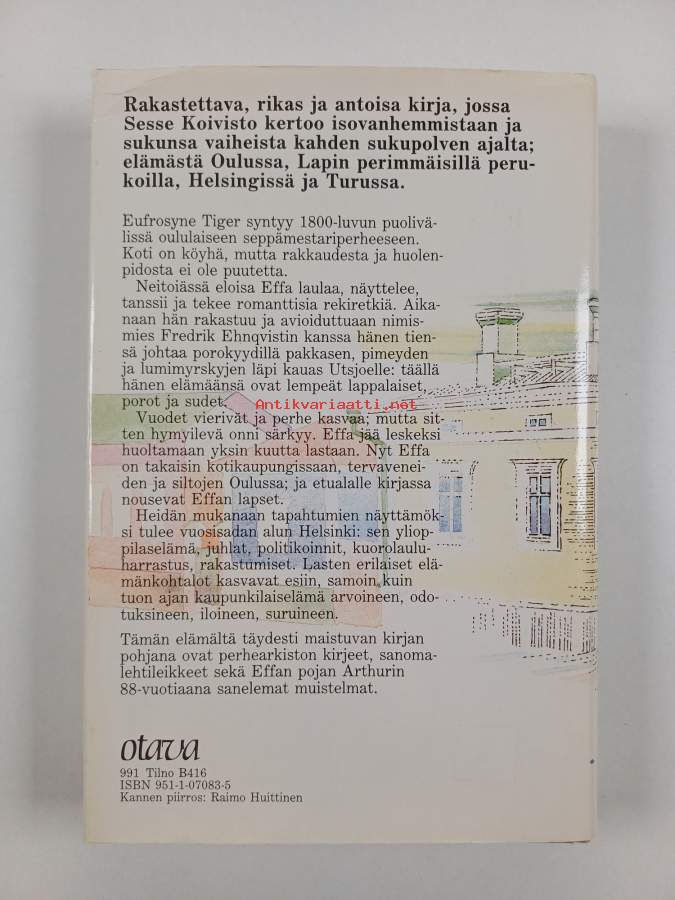 Rakastettava, rikas ja antoisa kirja, jossa
Sesse Koivisto kertoo isovanhemmistaan ja
sukunsa vaiheista kahden sukupolven ajalta;
elämästä Oulussa, Lapin perimmäisillä peru-
koilla, Helsingissä ja Turussa.
Eufrosyne Tiger syntyy 1800-luvun puolivä-
lissä oululaiseen seppämestariperheeseen.
Koti on köyhä, mutta rakkaudesta ja huolen-
pidosta ei ole puutetta.
Neitoiässä eloisa Effa laulaa, näyttelee,
tanssii ja tekee romanttisia rekiretkiä. Aika-
naan hän rakastuu ja avioiduttuaan nimis-
mies Fredrik Ehnqvistin kanssa hänen tien-
sä johtaa porokyydillä pakkasen, pimeyden
ja lumimyrskyjen läpi kauas Utsjoelle: täällä
hänen elämäänsä ovat lempeät lappalaiset,
porot ja sudet.
Antikvariaatti.net
Vuodet vierivät ja perhe kasvaa; mutta sit-
ten hymyilevä onni särkyy. Effa jää leskeksi
huoltamaan yksin kuutta lastaan. Nyt Effa
on takaisin kotikaupungissaan, tervavenei-
den ja siltojen Oulussa; ja etualalle kirjassa
nousevat Effan lapset.
Heidän mukanaan tapahtumien näyttämök-
si tulee vuosisadan alun Helsinki: sen yliop-
pilaselämä, juhlat, politikoinnit, kuorolaulu-
harrastus, rakastumiset. Lasten erilaiset elä-
mänkohtalot kasvavat esiin, samoin kuin
tuon ajan kaupunkilaiselämä arvoineen, odo-
tuksineen, iloineen, suruineen.
Tämän elämältä täydesti maistuvan kirjan
pohjana ovat perhearkiston kirjeet, sanoma-
lehtileikkeet sekä Effan pojan Arthurin
88-vuotiaana sanelemat muistelmat.
otava
991 Tilno B416
ISBN 951-1-07083-5
Kannen piirros: Raimo Huittinen